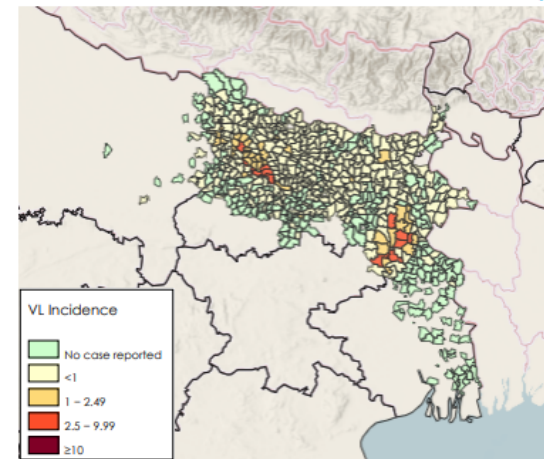 VL Incidence
No case reported
<1
1 – 2.49
2.5 – 9.99
≥10